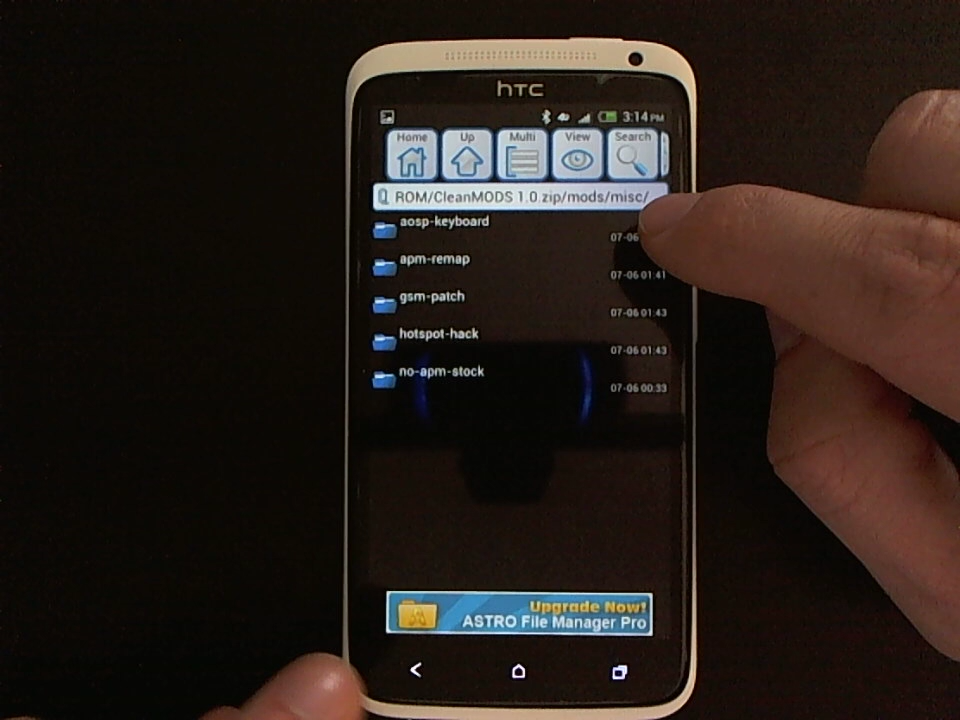 hTC
3:14 PM
Home Up Multi View Search
ROM/CleanMODS 1.0.zip/mods/misc/
aosp-keyboard
07-06
apm-remap
07-06 01:41
gsm-patch
07-06 01:43
hotspot-hack
07-06 01:43
no-apm-stock
07-06 00:33
Upgrade Now!
ASTRO File Manager Pro